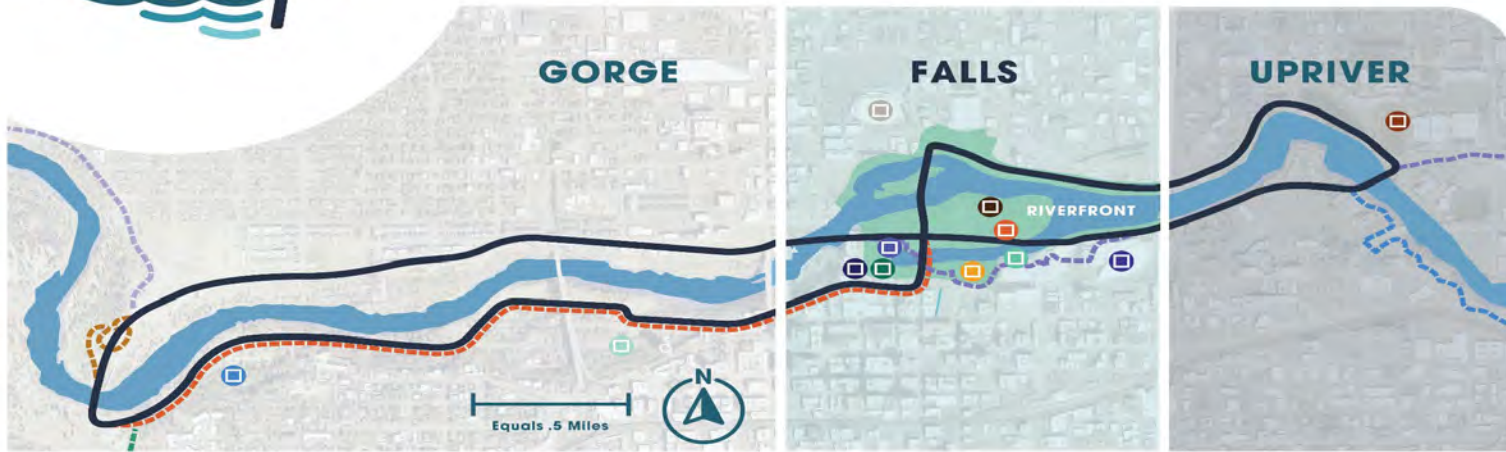 GORGE
FALLS
UPRIVER
RIVERFRONT
N
Equals .5 Miles